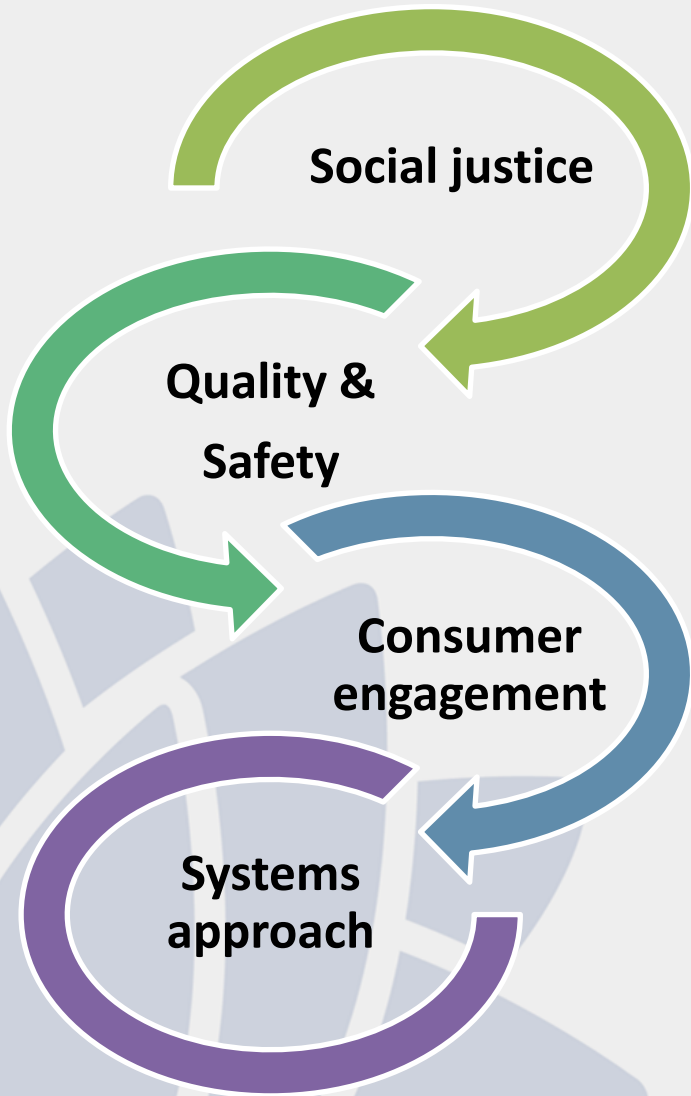 Social justice
Quality &
Safety
Consumer
engagement
Systems
approach